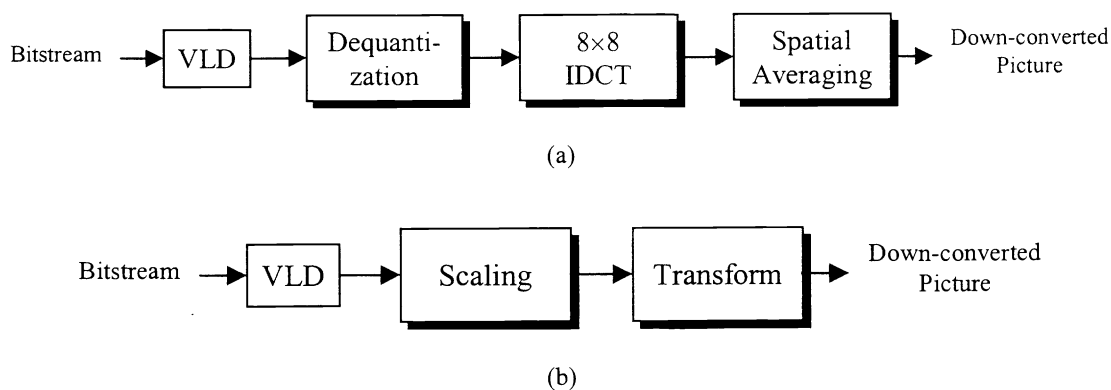 Bitstream
VLD
Dequanti-
zation
8×8
IDCT
Spatial
Averaging
Down-converted
Picture
(a)
Bitstream
VLD
Scaling
Transform
Down-converted
Picture
(b)